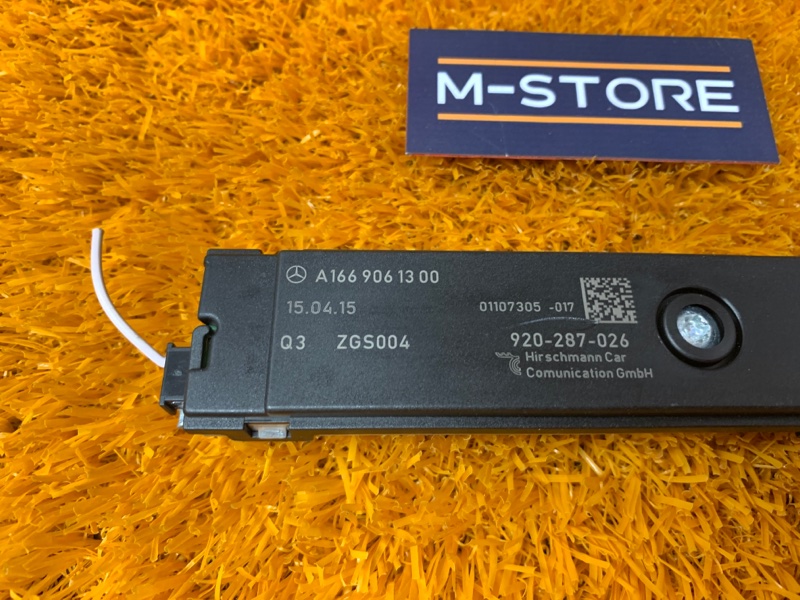 M-STORE
A166 906 13 00
15.04.15
01107305 -017
Q3 ZGS004
920-287-026
Hirschmann Car
Comunication GmbH